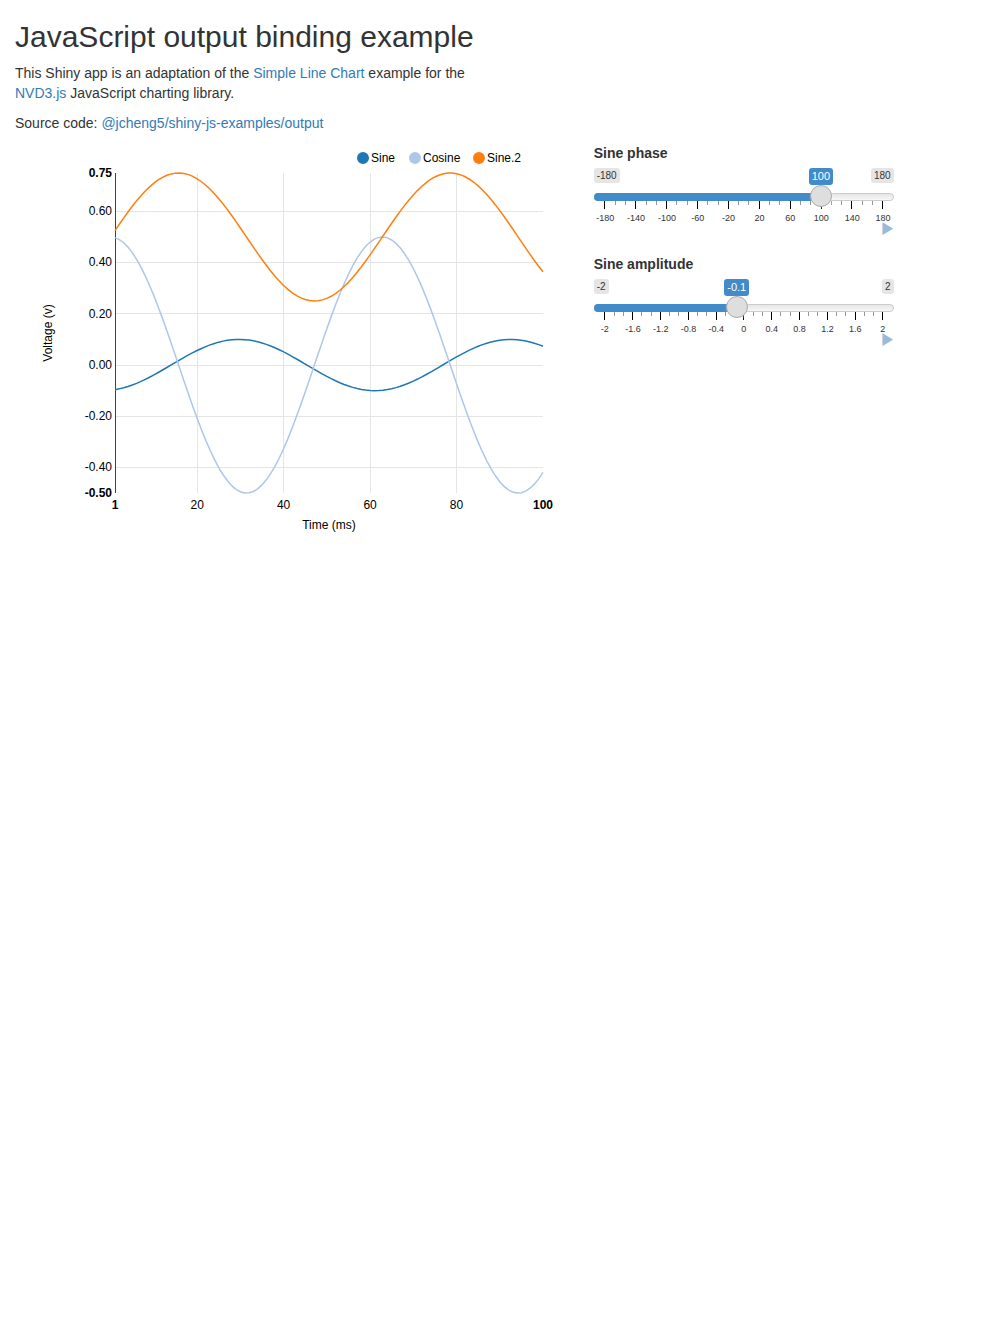 JavaScript output binding example
This Shiny app is an adaptation of the Simple Line Chart example for the
NVD3.js JavaScript charting library.
Source code: @jcheng5/shiny-js-examples/output
Sine Cosine Sine.2
0.75
0.60
0.40
0.20
0.00
-0.20
-0.40
-0.50
Voltage (v)
1 20 40 60 80 100
Time (ms)
Sine phase
-180 100 180
-180 -140 -100 -60 -20 20 60 100 140 180
Sine amplitude
-2 -0.1 2
-2 -1.6 -1.2 -0.8 -0.4 0 0.4 0.8 1.2 1.6 2